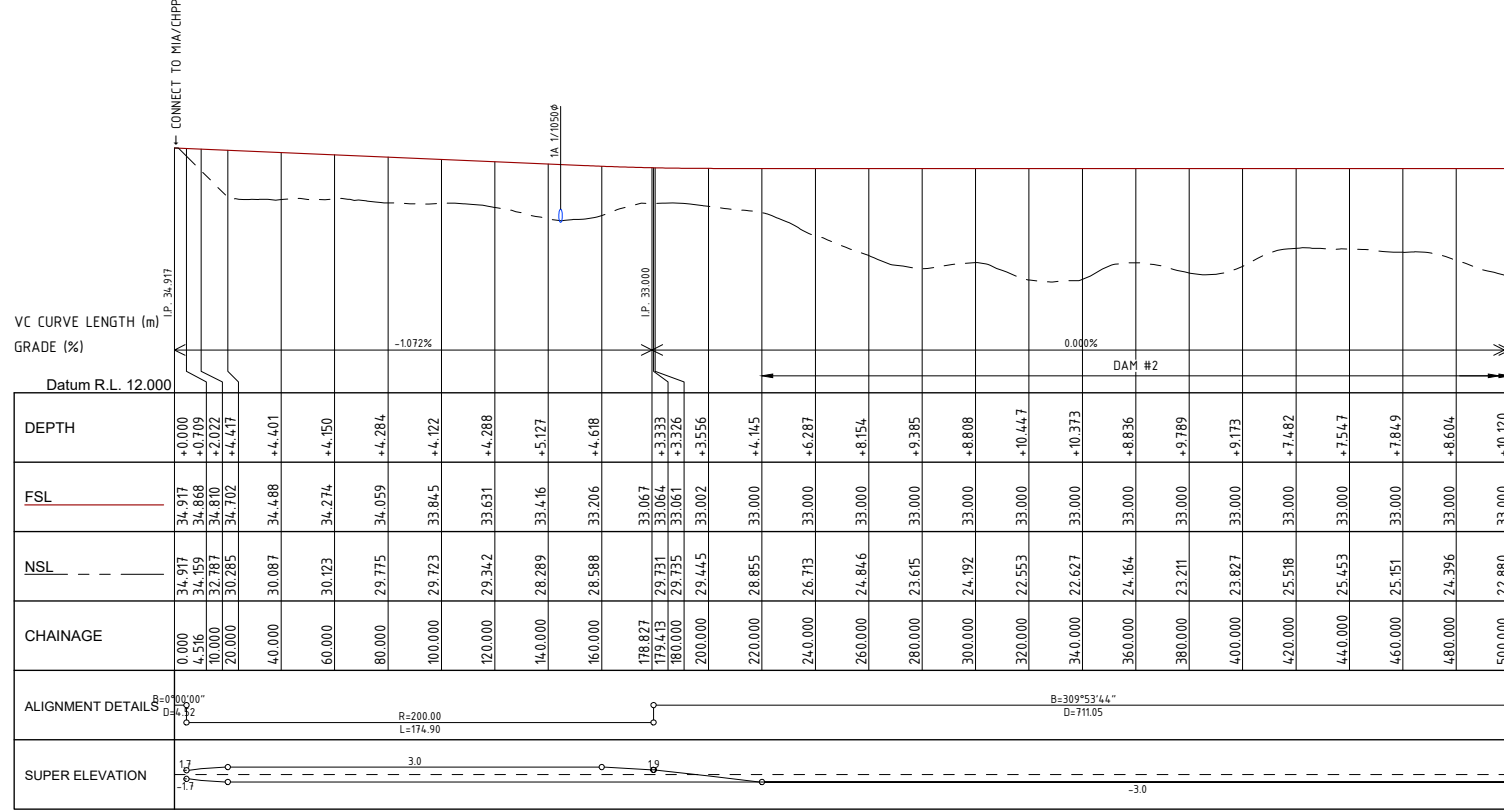 CONNECT TO MIA/CHPP
1A 1/1050ϕ
I.P. 34.917
I.P. 33.000
VC CURVE LENGTH (m)
GRADE (%)
-1.072%
0.000%
DAM #2
Datum R.L. 12.000
DEPTH +0.000 +0.709 +2.022 +4.417 +4.401 +4.150 +4.284 +4.122 +4.288 +5.127 +4.618 +3.333 +3.326 +3.556 +4.145 +6.287 +8.154 +9.385 +8.808 +10.447 +10.373 +8.836 +9.789 +9.173 +7.482 +7.547 +7.849 +8.604 +10.120
FSL 34.917 34.868 34.810 34.702 34.488 34.274 34.059 33.845 33.631 33.416 33.206 33.067 33.064 33.061 33.002 33.000 33.000 33.000 33.000 33.000 33.000 33.000 33.000 33.000 33.000 33.000 33.000 33.000 33.000 33.000
NSL 34.917 34.159 32.787 30.285 30.087 30.123 29.775 29.723 29.342 28.289 28.588 29.731 29.735 29.445 28.855 26.713 24.846 23.615 24.192 22.553 22.627 24.164 23.211 23.827 25.518 25.453 25.151 24.396 22.880
CHAINAGE 0.000 4.516 10.000 20.000 40.000 60.000 80.000 100.000 120.000 140.000 160.000 178.827 179.413 180.000 200.000 220.000 240.000 260.000 280.000 300.000 320.000 340.000 360.000 380.000 400.000 420.000 440.000 460.000 480.000 500.000
ALIGNMENT DETAILS
B=0°00'00"
D=4.52
R=200.00
L=174.90
B=309°53'44"
D=711.05
SUPER ELEVATION
1.7
-1.7
3.0
1.9
-3.0